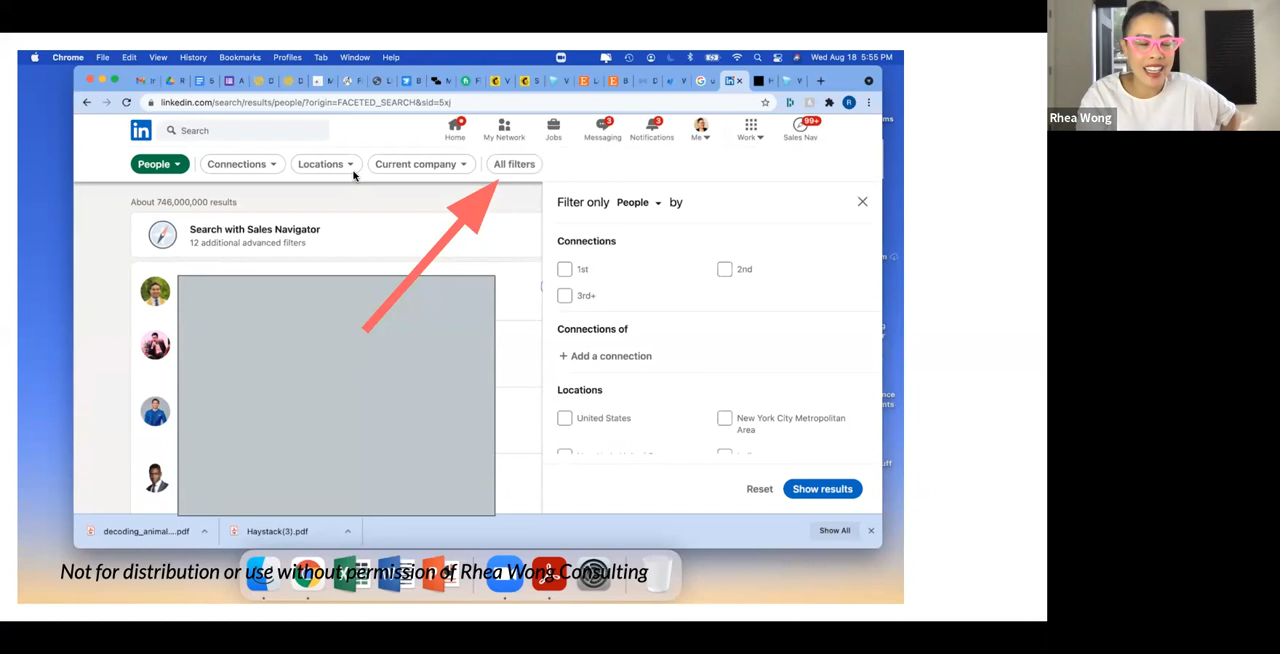 Chrome File Edit View History Bookmarks Profiles Tab Window Help Wed Aug 18 5:55 PM
linkedin.com/search/results/people/?origin=FACETED_SEARCH&sid=5xj R
in Search
3 3 99+
Home My Network Jobs Messaging Notifications Me Work Sales Nav
People Connections Locations Current company All filters
About 746,000,000 results
Search with Sales Navigator
12 additional advanced filters
Filter only People by
Connections
1st 2nd
3rd+
Connections of
+ Add a connection
Locations
United States New York City Metropolitan
Area
Reset Show results
decoding_animal....pdf Haystack(3).pdf Show All
Not for distribution or use without permission of Rhea Wong Consulting
Rhea Wong